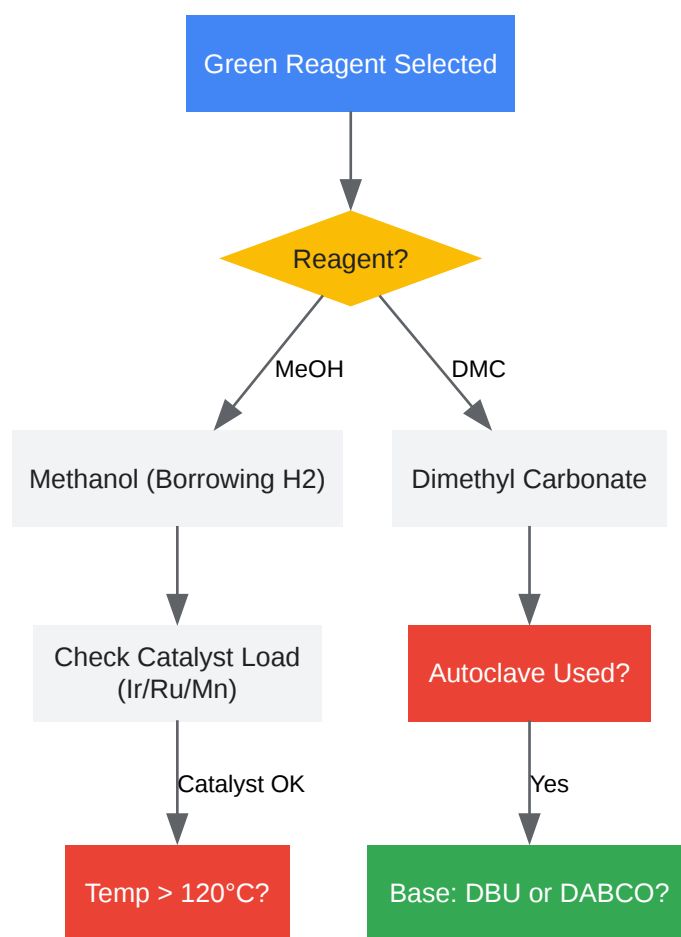 Green Reagent Selected
Reagent?
MeOH
DMC
Methanol (Borrowing H2)
Dimethyl Carbonate
Check Catalyst Load
(Ir/Ru/Mn)
Autoclave Used?
Catalyst OK
Yes
Temp > 120°C?
Base: DBU or DABCO?